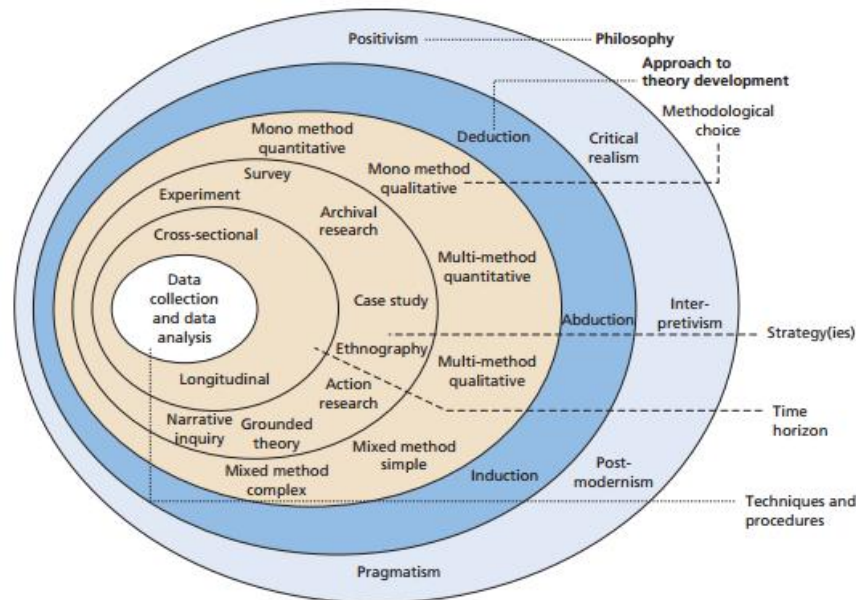 Positivism
Philosophy
Approach to
theory development
Methodological
choice
Mono method
quantitative
Deduction
Critical
realism
Survey
Mono method
qualitative
Experiment
Archival
research
Cross-sectional
Multi-method
quantitative
Data
collection
and data
analysis
Case study
Inter-
pretivism
Abduction
Strategy(ies)
Ethnography
Multi-method
qualitative
Longitudinal
Action
research
Time
horizon
Narrative
inquiry
Grounded
theory
Mixed method
simple
Mixed method
complex
Induction
Post-
modernism
Techniques and
procedures
Pragmatism